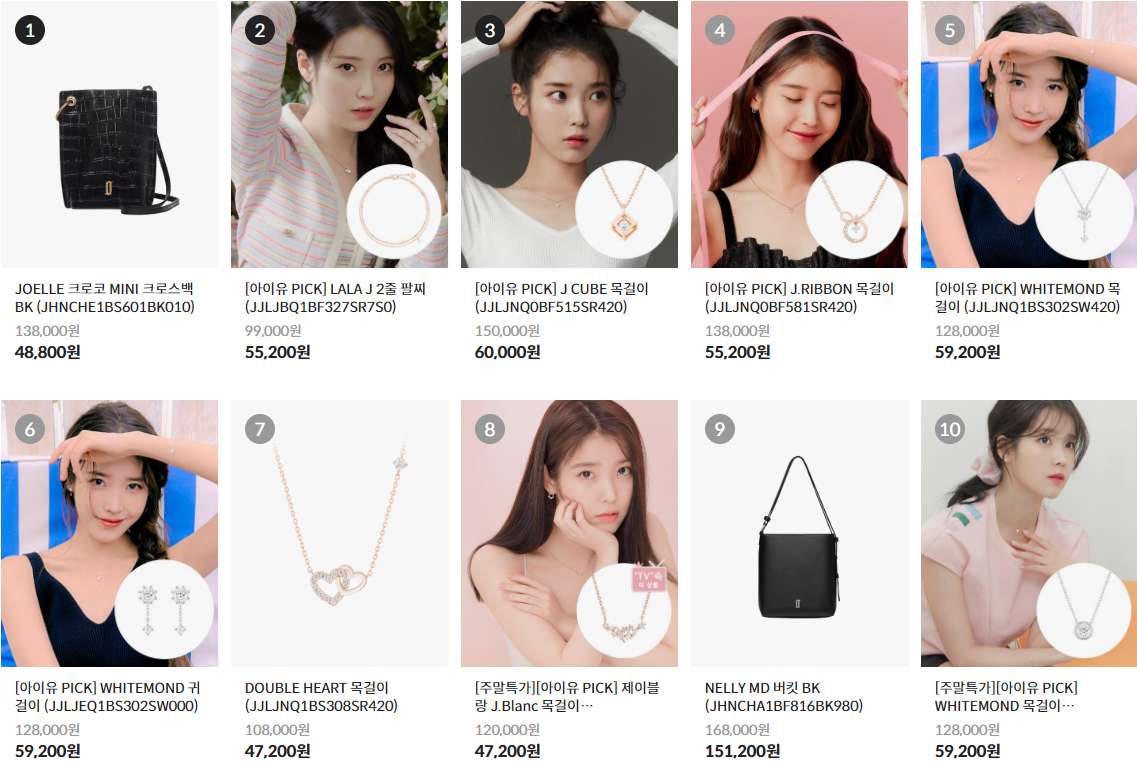 1
JOELLE 크로코 MINI 크로스백
BK (JHNCHE1BS601BK010)
138,000원
48,800원
2
[아이유 PICK] LALA J 2줄 팔찌
(JJLJBQ1BF327SR7S0)
99,000원
55,200원
3
[아이유 PICK] J CUBE 목걸이
(JJLJNQ0BF515SR420)
150,000원
60,000원
4
[아이유 PICK] J.RIBBON 목걸이
(JJLJNQ0BF581SR420)
138,000원
55,200원
5
[아이유 PICK] WHITEMOND 목
걸이 (JJLJNQ1BS302SW420)
128,000원
59,200원
6
[아이유 PICK] WHITEMOND 귀
걸이 (JJLJEQ1BS302SW000)
128,000원
59,200원
7
DOUBLE HEART 목걸이
(JJLJNQ1BS308SR420)
108,000원
47,200원
8
"TV"속
이 상품
[주말특가][아이유 PICK] 제이블
랑 J.Blanc 목걸이…
120,000원
47,200원
9
NELLY MD 버킷 BK
(JHNCHA1BF816BK980)
168,000원
151,200원
10
[주말특가][아이유 PICK]
WHITEMOND 목걸이…
128,000원
59,200원